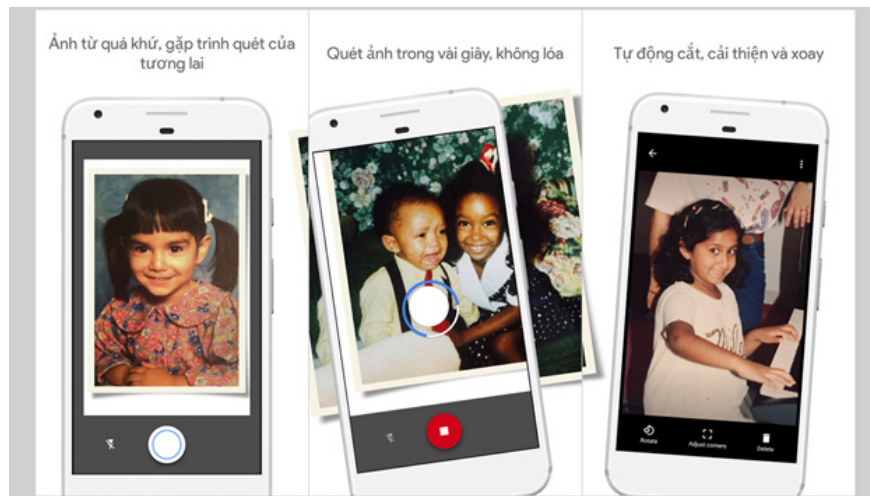 Ảnh từ quá khứ, gặp trình quét của
tương lai
Quét ảnh trong vài giây, không lóa
Tự động cắt, cải thiện và xoay
Rotate
Adjust corners
Delete